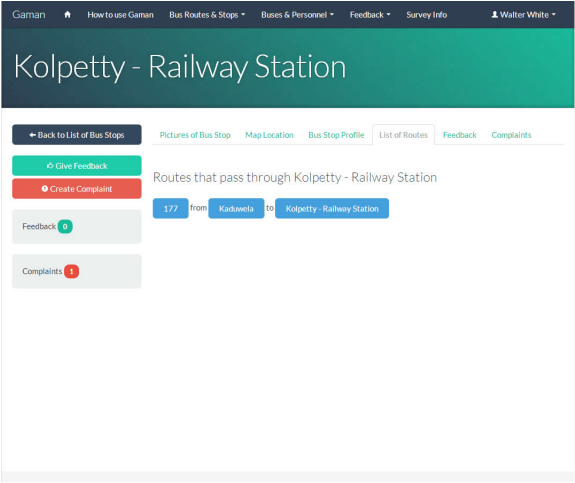 Gaman How to use Gaman Bus Routes & Stops Buses & Personnel Feedback Survey Info Walter White
Kolpetty - Railway Station
Back to List of Bus Stops
Pictures of Bus Stop Map Location Bus Stop Profile List of Routes Feedback Complaints
Give Feedback
Create Complaint
Routes that pass through Kolpetty - Railway Station
177 from Kaduwela to Kolpetty - Railway Station
Feedback 0
Complaints 1